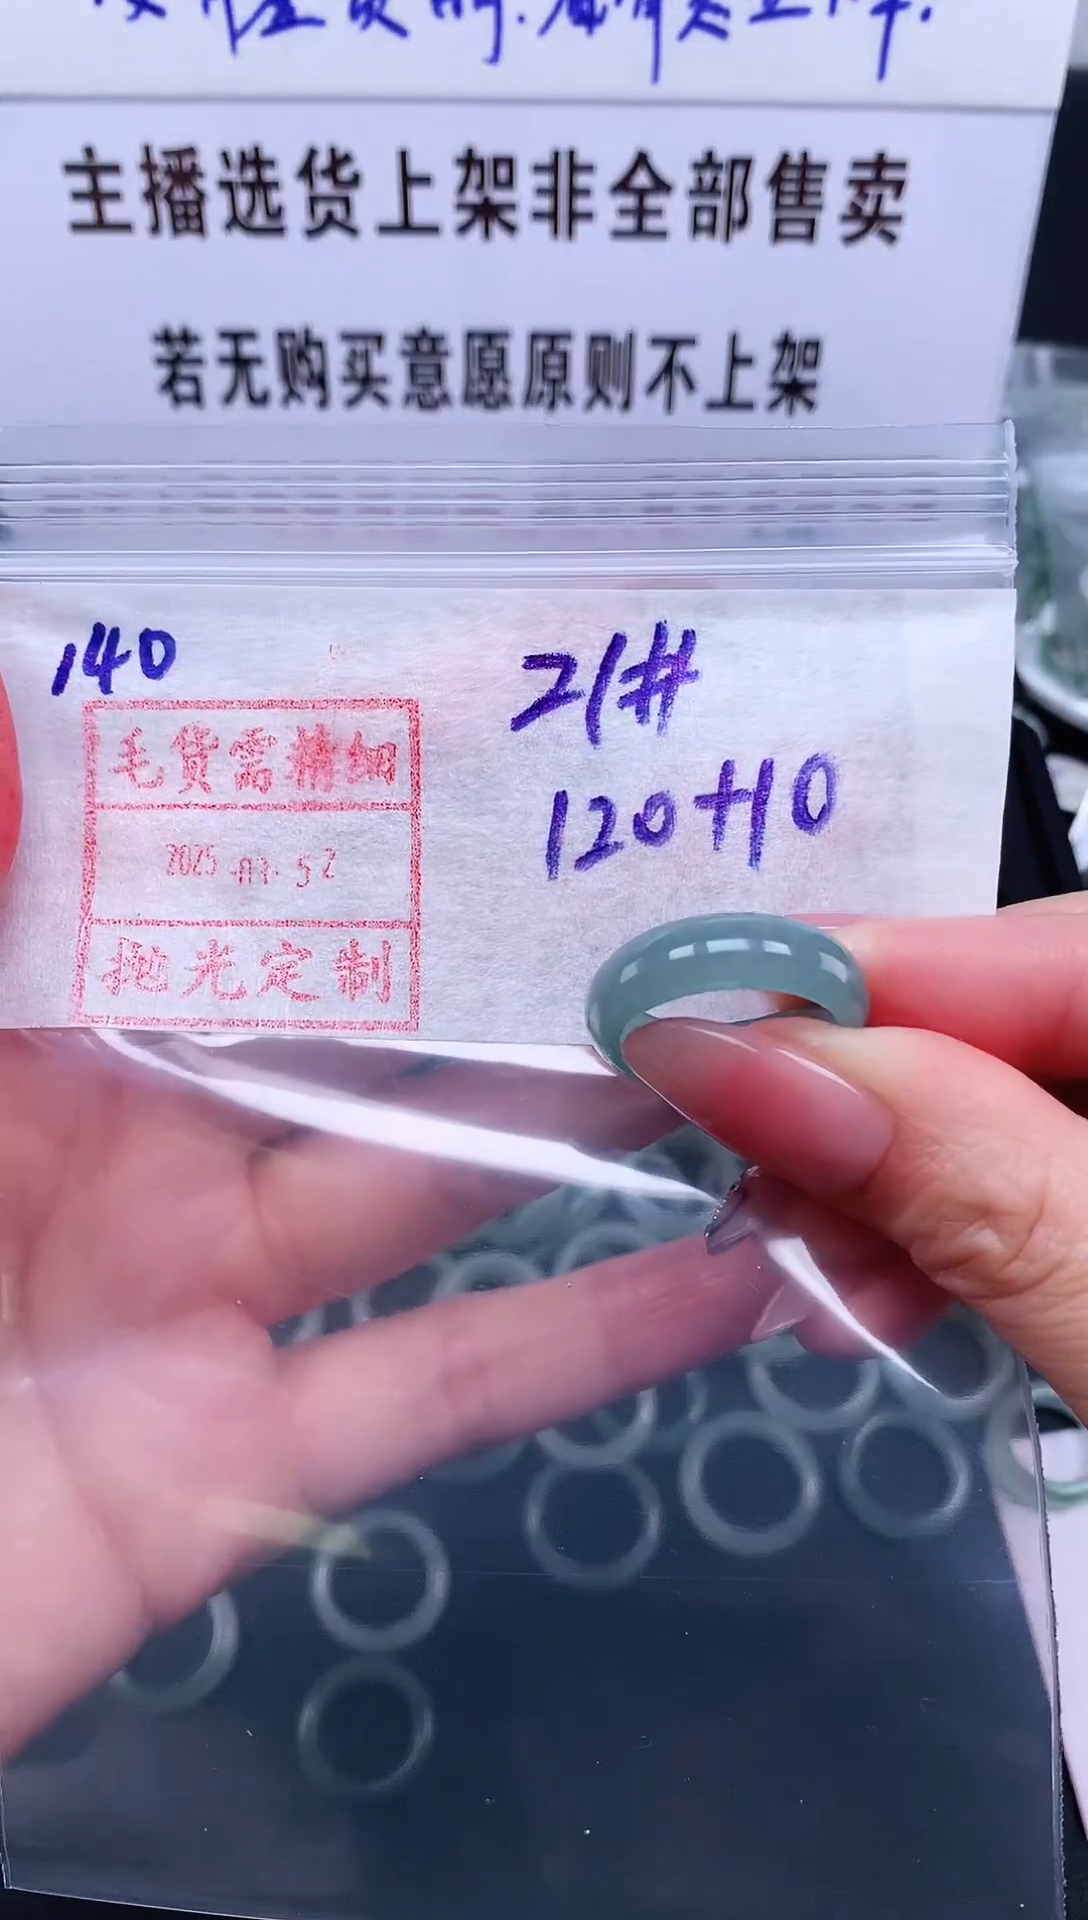 主播选货上架非全部售卖
若无购买意愿原则不上架
140
21#
120+10
毛货需精细
2025
抛光定制